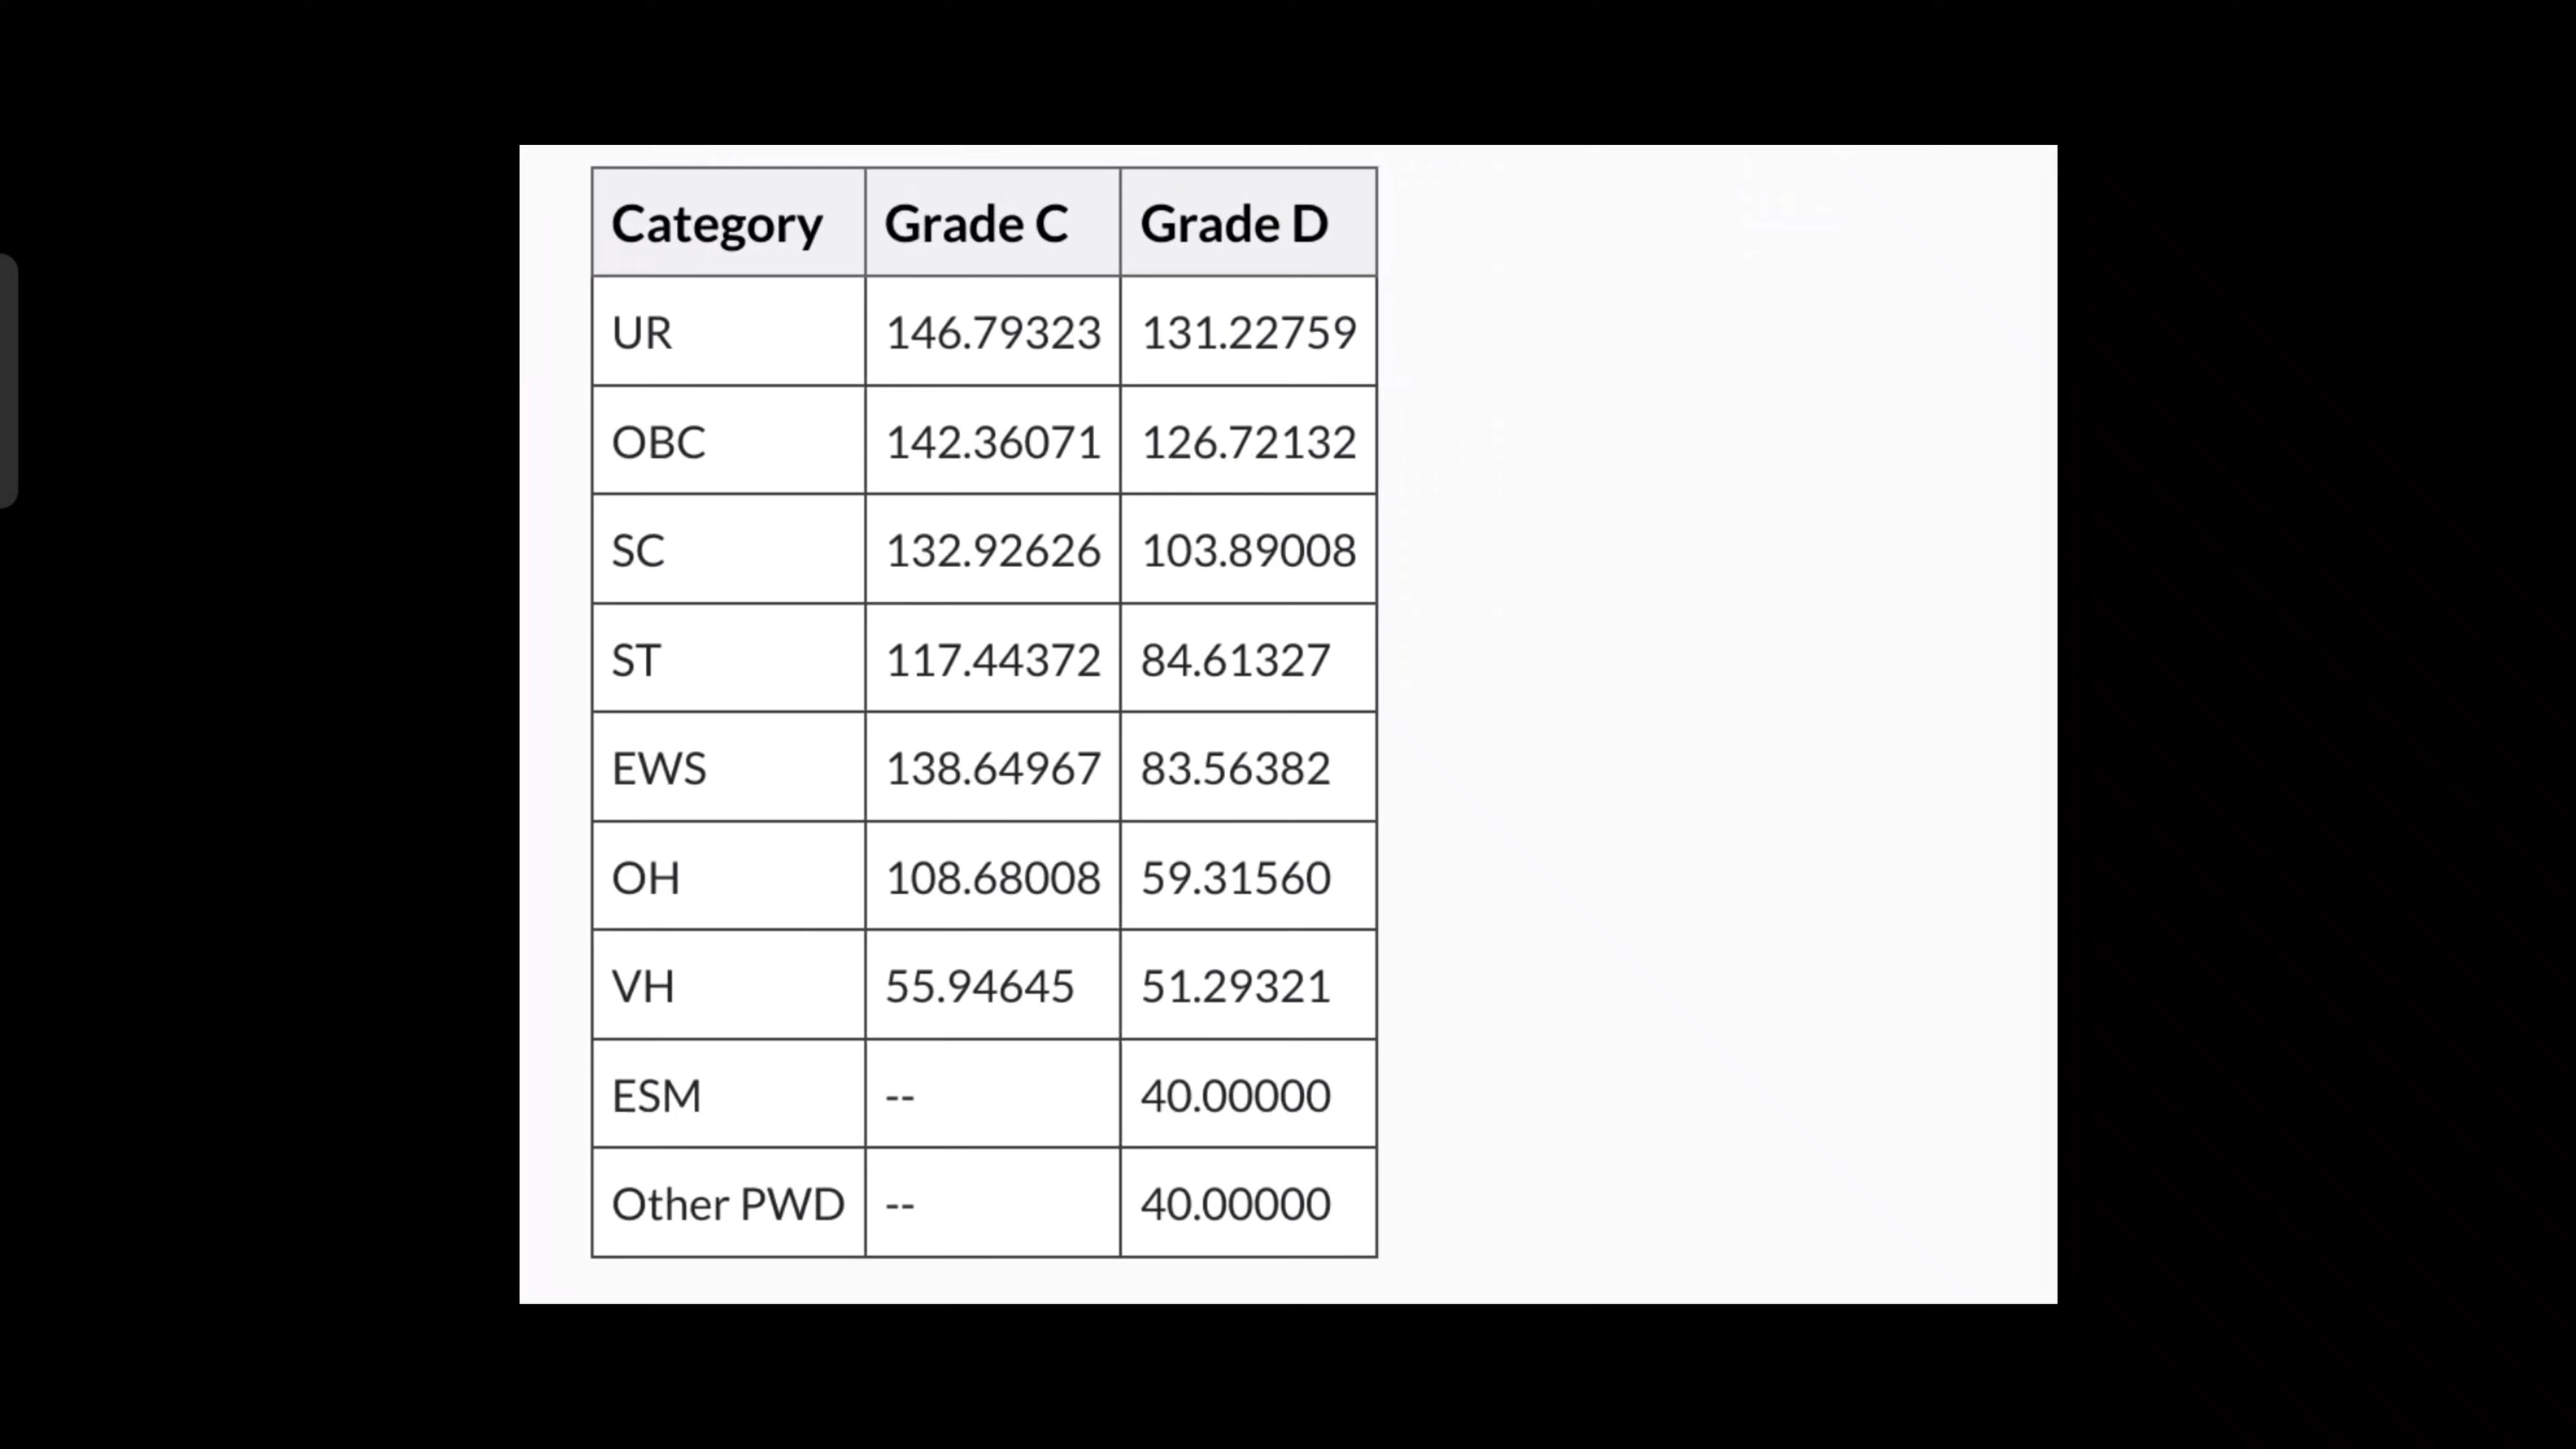 Category Grade C Grade D
UR 146.79323 131.22759
OBC 142.36071 126.72132
SC 132.92626 103.89008
ST 117.44372 84.61327
EWS 138.64967 83.56382
OH 108.68008 59.31560
VH 55.94645 51.29321
ESM -- 40.00000
Other PWD -- 40.00000